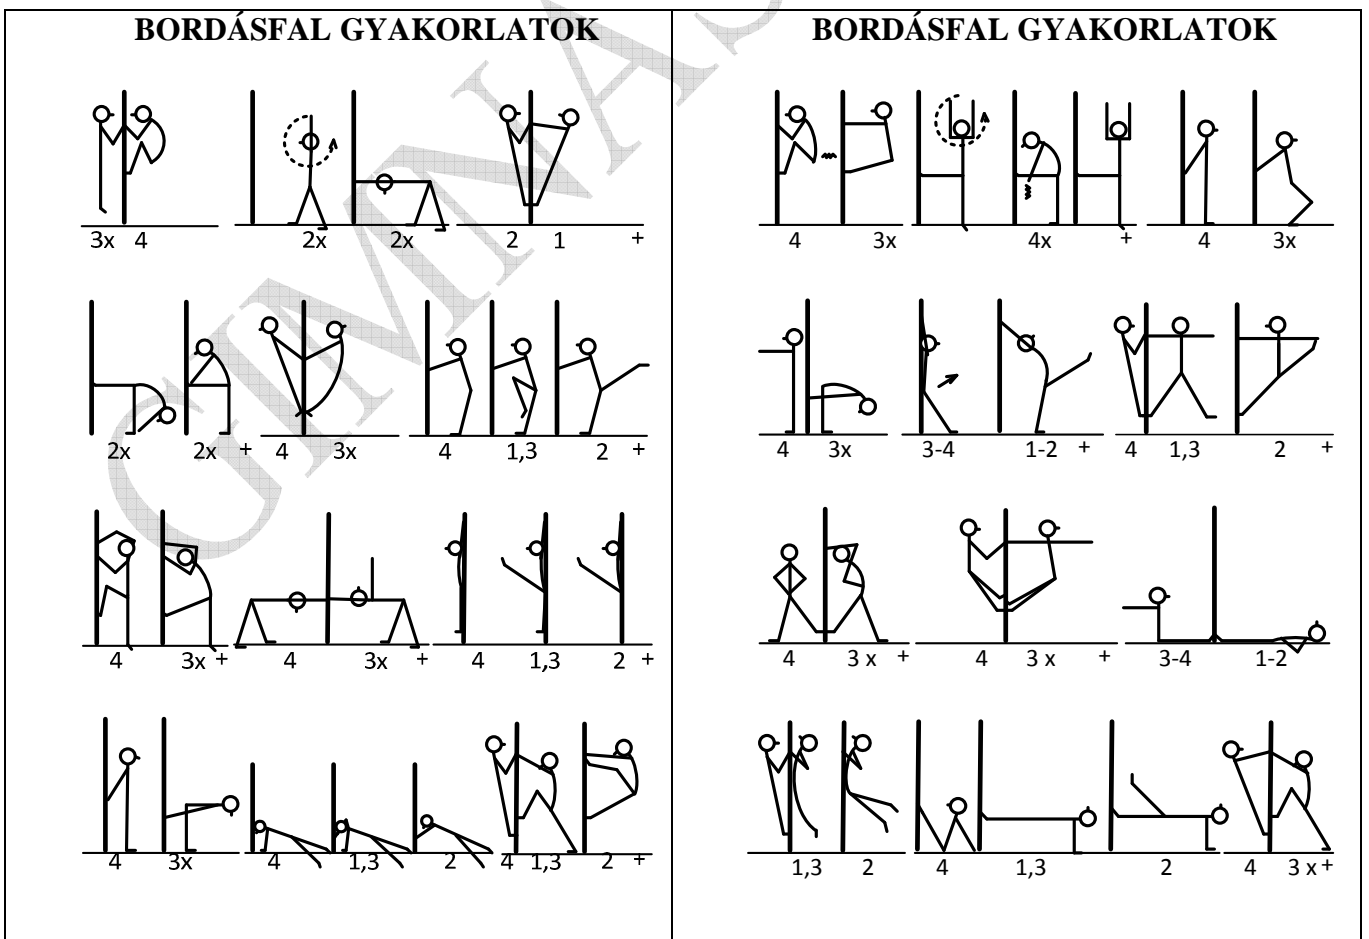 BORDÁSFAL GYAKORLATOK
3x 4 2x 2x 2 1 +
2x 2x + 4 3x 4 1,3 2 +
4 3x + 4 3x + 4 1,3 2 +
4 3x 4 1,3 2 4 1,3 2 +
BORDÁSFAL GYAKORLATOK
4 3x 4x + 4 3x
4 3x 3-4 1-2 + 4 1,3 2 +
4 3 x + 4 3 x + 3-4 1-2
1,3 2 4 1,3 2 4 3 x +